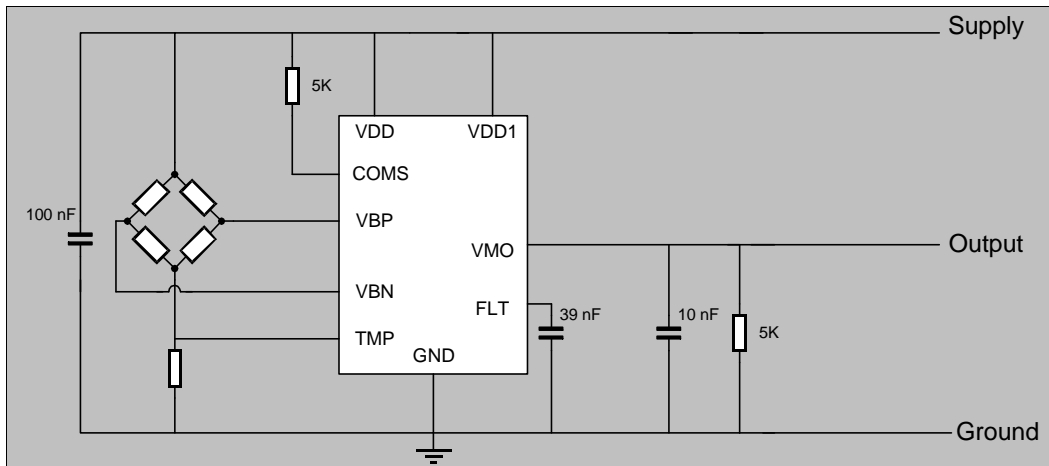 Supply
5K
VDD VDD1
COMS
100 nF
VBP
VMO
Output
VBN
FLT
39 nF
10 nF
5K
TMP
GND
Ground